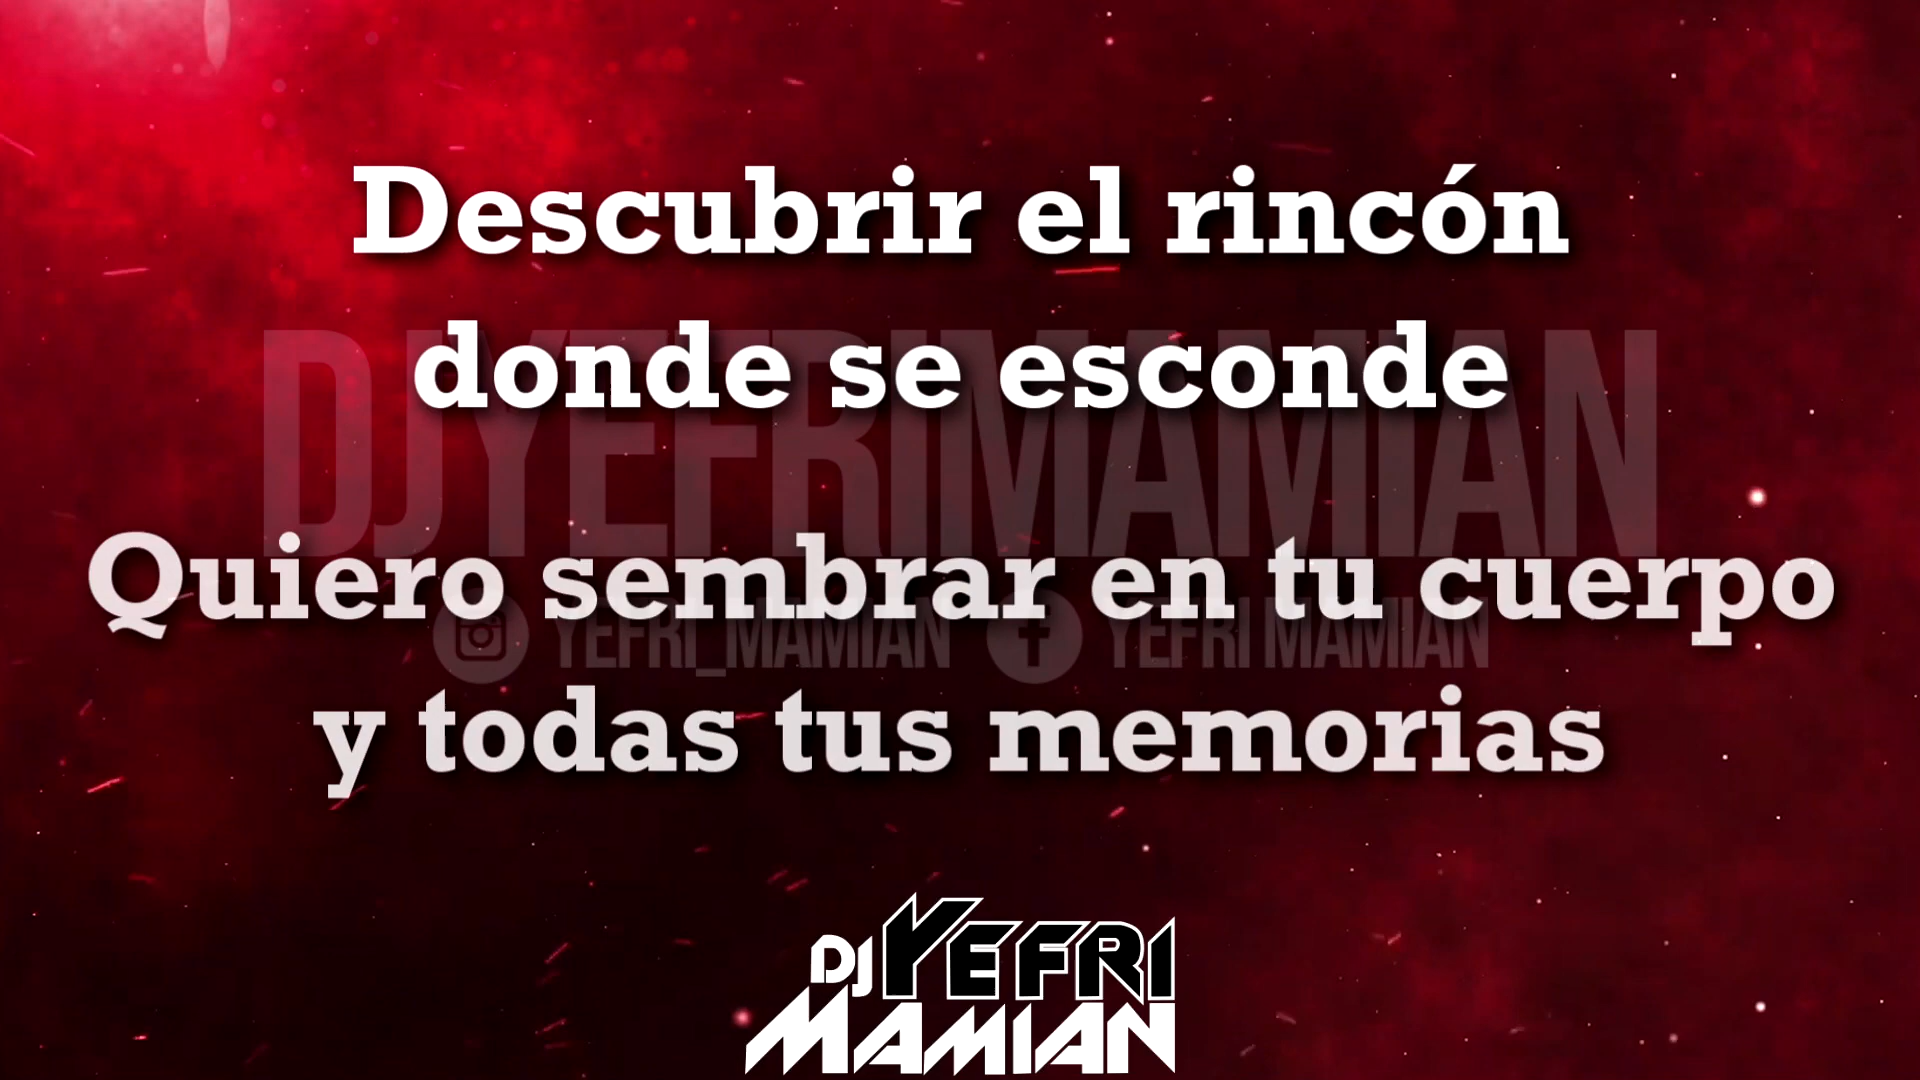 Descubrir el rincón
donde se esconde
DJYEFRIMAMIAN
Quiero sembrar en tu cuerpo
YEFRI_MAMIAN YEFRI MAMIAN
y todas tus memorias
DJ YEFRI
MAMIAN